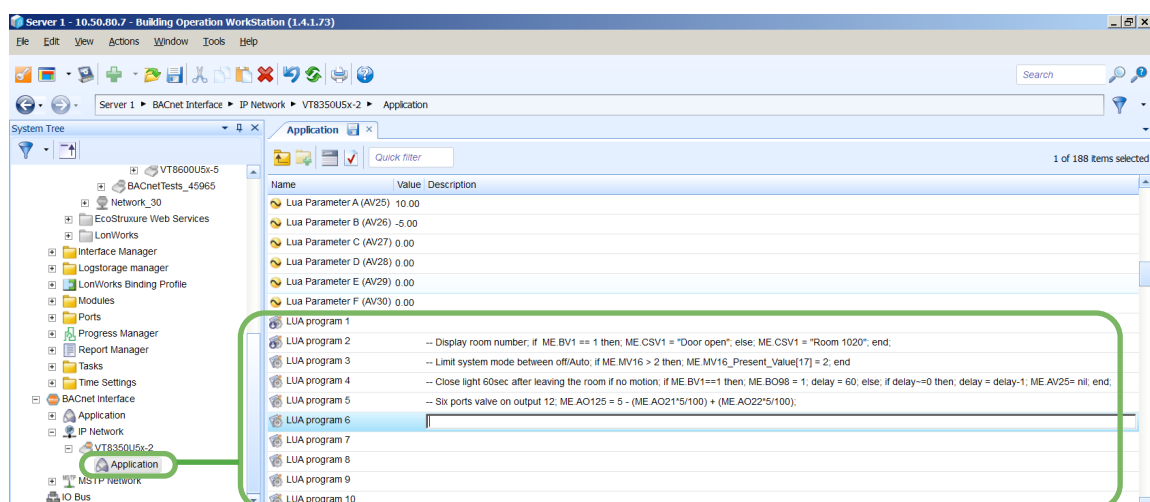 Server 1 - 10.50.80.7 - Building Operation WorkStation (1.4.1.73)
File Edit View Actions Window Tools Help
Search
Server 1 ► BACnet Interface ► IP Network ► VT8350U5x-2 ► Application
System Tree
Application
Quick filter
1 of 188 items selected
Name Value Description
VT8600U5x-5
BACnetTests_45965
Network_30
EcoStruxure Web Services
LonWorks
Interface Manager
Logstorage manager
LonWorks Binding Profile
Modules
Ports
Progress Manager
Report Manager
Tasks
Time Settings
BACnet Interface
Application
IP Network
VT8350U5x-2
Application
MSTP Network
IO Bus
Lua Parameter A (AV25) 10.00
Lua Parameter B (AV26) -5.00
Lua Parameter C (AV27) 0.00
Lua Parameter D (AV28) 0.00
Lua Parameter E (AV29) 0.00
Lua Parameter F (AV30) 0.00
LUA program 1
LUA program 2 -- Display room number; if ME.BV1 == 1 then; ME.CSV1 = "Door open"; else; ME.CSV1 = "Room 1020"; end;
LUA program 3 -- Limit system mode between off/Auto; if ME.MV16 > 2 then; ME.MV16_Present_Value[17] = 2; end
LUA program 4 -- Close light 60sec after leaving the room if no motion; if ME.BV1==1 then; ME.BO98 = 1; delay = 60; else; if delay~=0 then; delay = delay-1; ME.AV25= nil; end;
LUA program 5 -- Six ports valve on output 12; ME.AO125 = 5 - (ME.AO21*5/100) + (ME.AO22*5/100);
LUA program 6
LUA program 7
LUA program 8
LUA program 9
LUA program 10